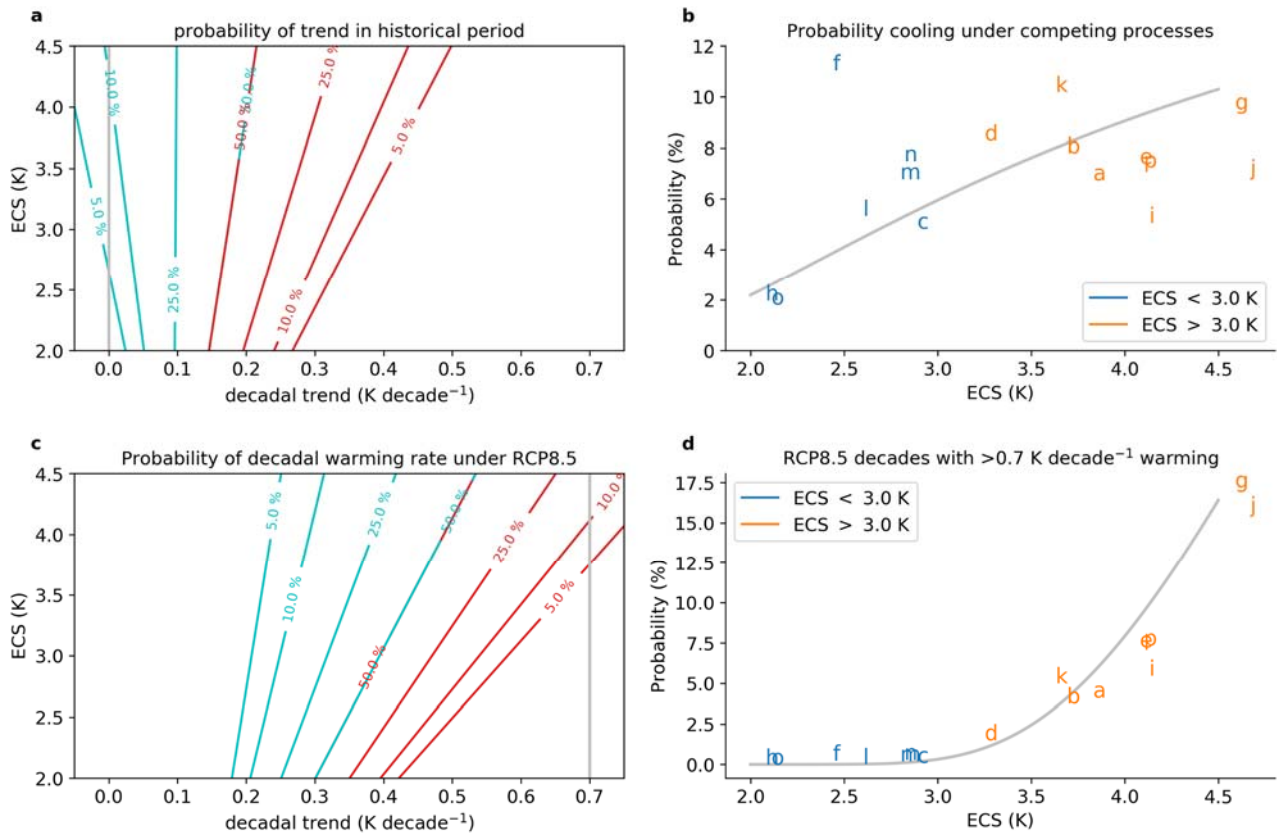 a
probability of trend in historical period
4.5
4.0
3.5
3.0
2.5
2.0
ECS (K)
10.0 %
5.0 %
25.0 %
50.0 %
50.0 %
25.0 %
10.0 %
5.0 %
0.0 0.1 0.2 0.3 0.4 0.5 0.6 0.7
decadal trend (K decade⁻¹)
b
Probability cooling under competing processes
12
10
8
6
4
2
0
Probability (%)
f
k
g
d
b
n
m
a
e
p
j
l
c
i
h
o
ECS < 3.0 K
ECS > 3.0 K
2.0 2.5 3.0 3.5 4.0 4.5
ECS (K)
c
Probability of decadal warming rate under RCP8.5
4.5
4.0
3.5
3.0
2.5
2.0
ECS (K)
5.0 %
10.0 %
25.0 %
50.0 %
50.0 %
25.0 %
10.0 %
5.0 %
0.0 0.1 0.2 0.3 0.4 0.5 0.6 0.7
decadal trend (K decade⁻¹)
d
RCP8.5 decades with >0.7 K decade⁻¹ warming
17.5
15.0
12.5
10.0
7.5
5.0
2.5
0.0
Probability (%)
ECS < 3.0 K
ECS > 3.0 K
g
j
e
i
k
b
a
d
h
o
f
l
m
n
c
2.0 2.5 3.0 3.5 4.0 4.5
ECS (K)